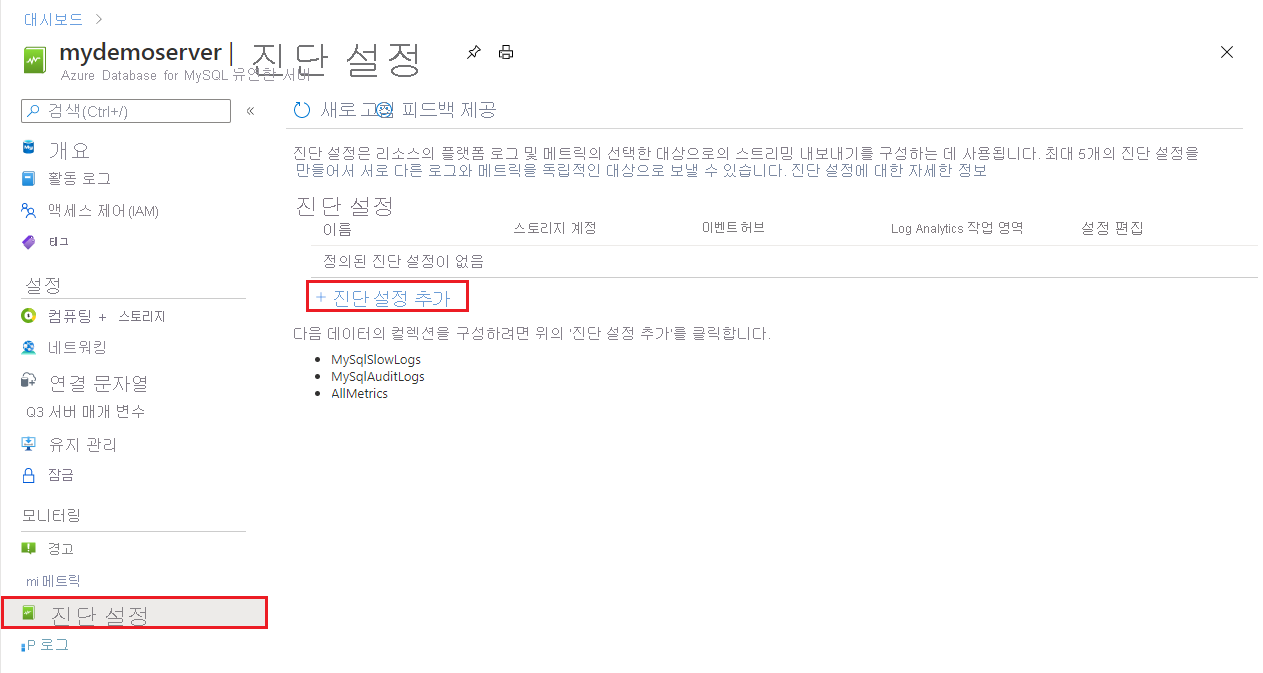 대시보드 >
mydemoserver | 진단 설정
Azure Database for MySQL 유연한 서버
검색(Ctrl+/) «
새로 고침 피드백 제공
개요
활동 로그
액세스 제어(IAM)
태그
설정
컴퓨팅 + 스토리지
네트워킹
연결 문자열
Q3 서버 매개 변수
유지 관리
잠금
모니터링
경고
mi 메트릭
진단 설정
P 로그
진단 설정은 리소스의 플랫폼 로그 및 메트릭의 선택한 대상으로의 스트리밍 내보내기를 구성하는 데 사용됩니다. 최대 5개의 진단 설정을
만들어서 서로 다른 로그와 메트릭을 독립적인 대상으로 보낼 수 있습니다. 진단 설정에 대한 자세한 정보
진단 설정
이름 스토리지 계정 이벤트 허브 Log Analytics 작업 영역 설정 편집
정의된 진단 설정이 없음
+ 진단 설정 추가
다음 데이터의 컬렉션을 구성하려면 위의 '진단 설정 추가'를 클릭합니다.
• MySqlSlowLogs
• MySqlAuditLogs
• AllMetrics